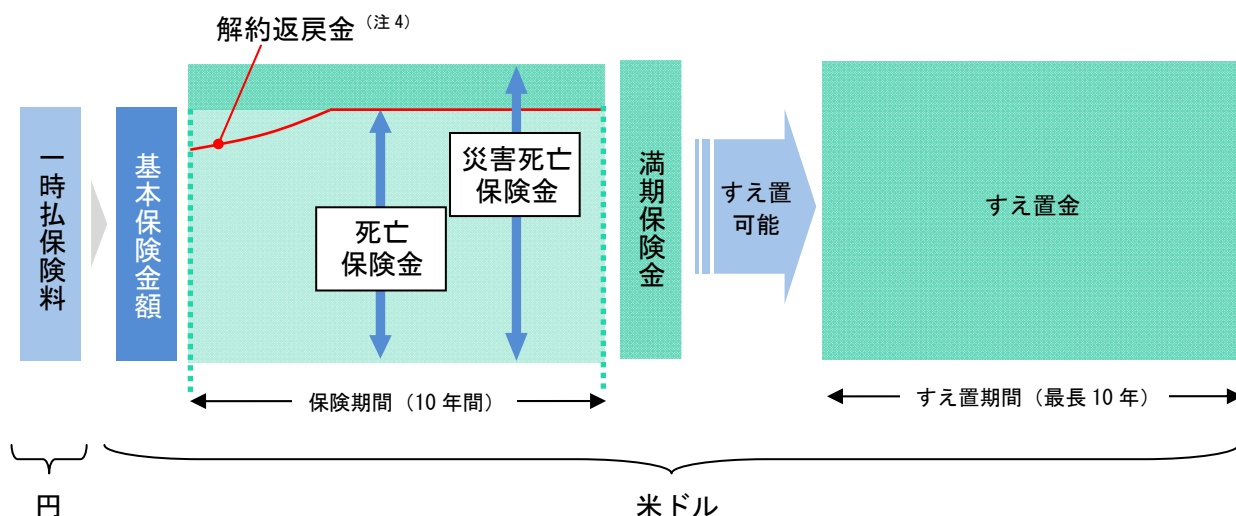 解約返戻金（注4）
一時払保険料
基本保険金額
死亡
保険金
災害死亡
保険金
満期保険金
すえ置
可能
すえ置金
保険期間（10年間）
すえ置期間（最長10年）
円
米ドル